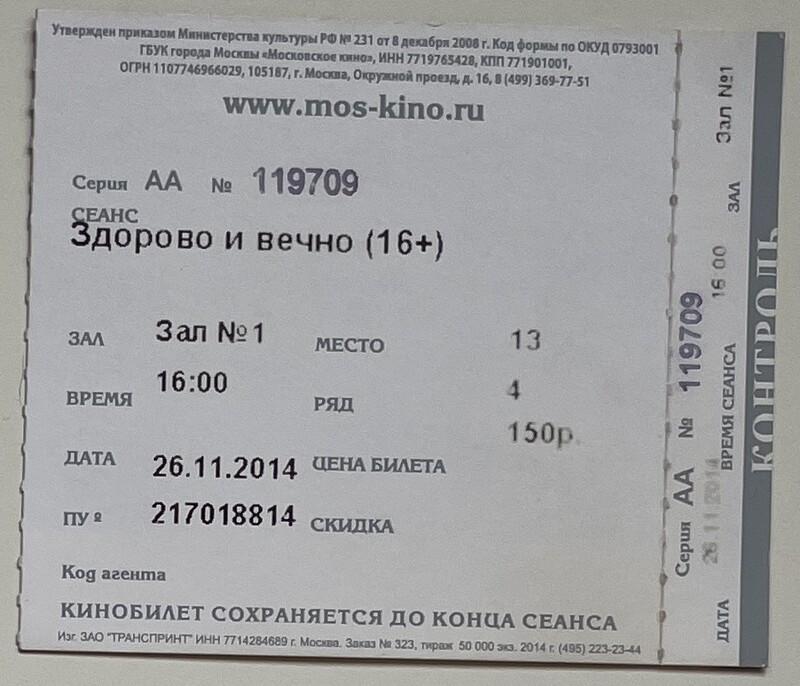 Утвержден приказом Министерства культуры РФ № 231 от 8 декабря 2008 г. Код формы по ОКУД 0793001
ГБУК города Москвы «Московское кино», ИНН 7719765428, КПП 771901001,
ОГРН 1107746966029, 105187, г. Москва, Окружной проезд, д. 16, 8 (499) 369-77-51
www.mos-kino.ru
Серия АА № 119709
СЕАНС
Здорово и вечно (16+)
ЗАЛ Зал №1 МЕСТО 13
ВРЕМЯ 16:00 РЯД 4
ДАТА 26.11.2014 ЦЕНА БИЛЕТА 150р.
ПУ º 217018814 СКИДКА
Код агента
КИНОБИЛЕТ СОХРАНЯЕТСЯ ДО КОНЦА СЕАНСА
Изг. ЗАО "ТРАНСПРИНТ" ИНН 7714284689 г. Москва. Заказ № 323, тираж 50 000 экз. 2014 г. (495) 223-23-44
Серия АА № 119709
26.11.2014 16:00 Зал №1
ДАТА ВРЕМЯ СЕАНСА ЗАЛ
КОНТРОЛЬ